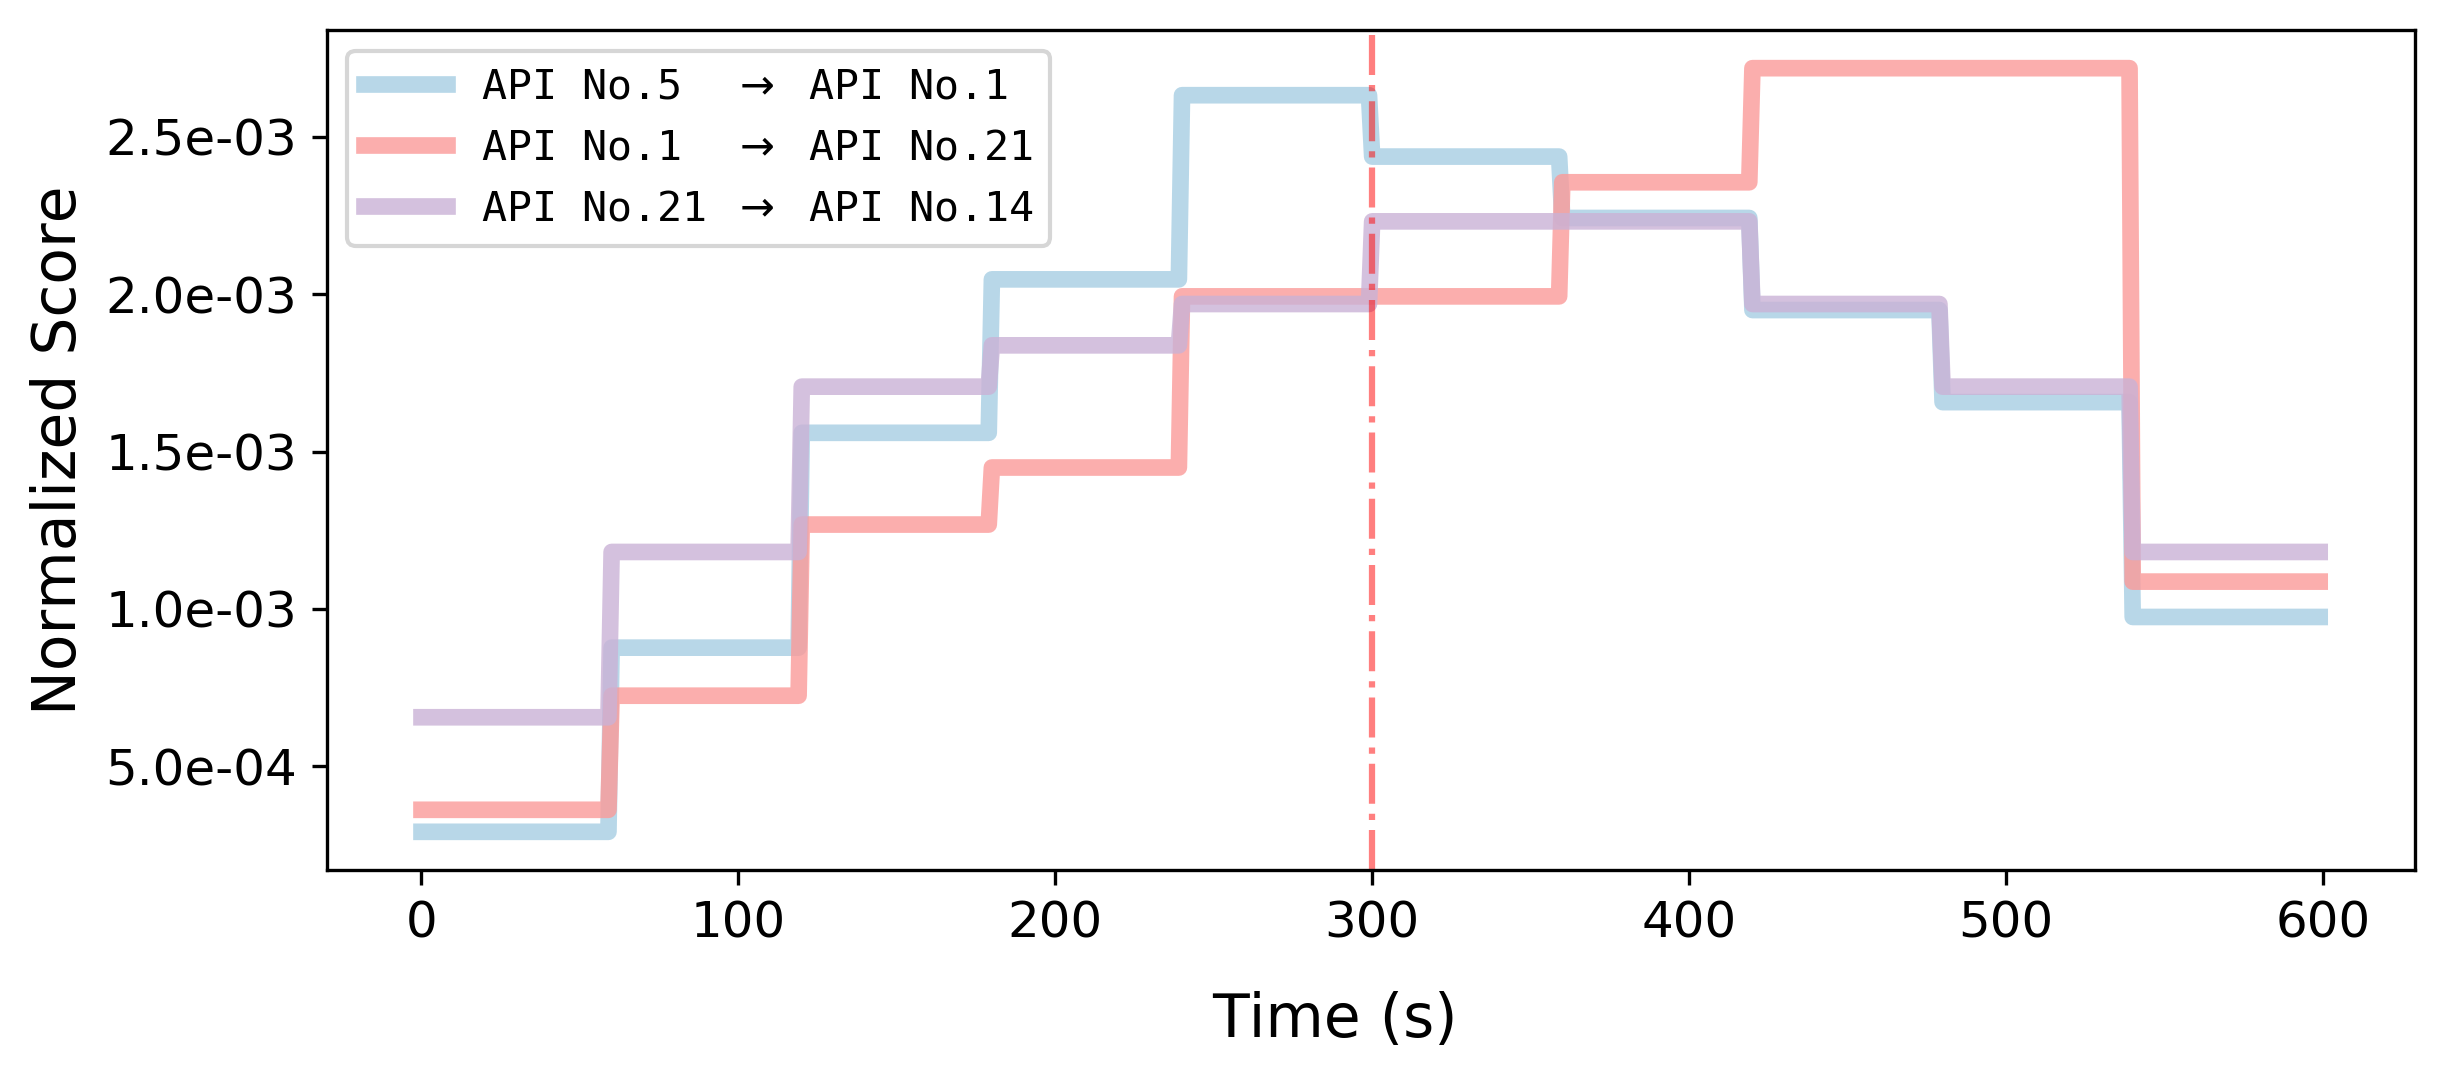 API No.5 → API No.1
API No.1 → API No.21
API No.21 → API No.14
Normalized Score
2.5e-03
2.0e-03
1.5e-03
1.0e-03
5.0e-04
0 100 200 300 400 500 600
Time (s)